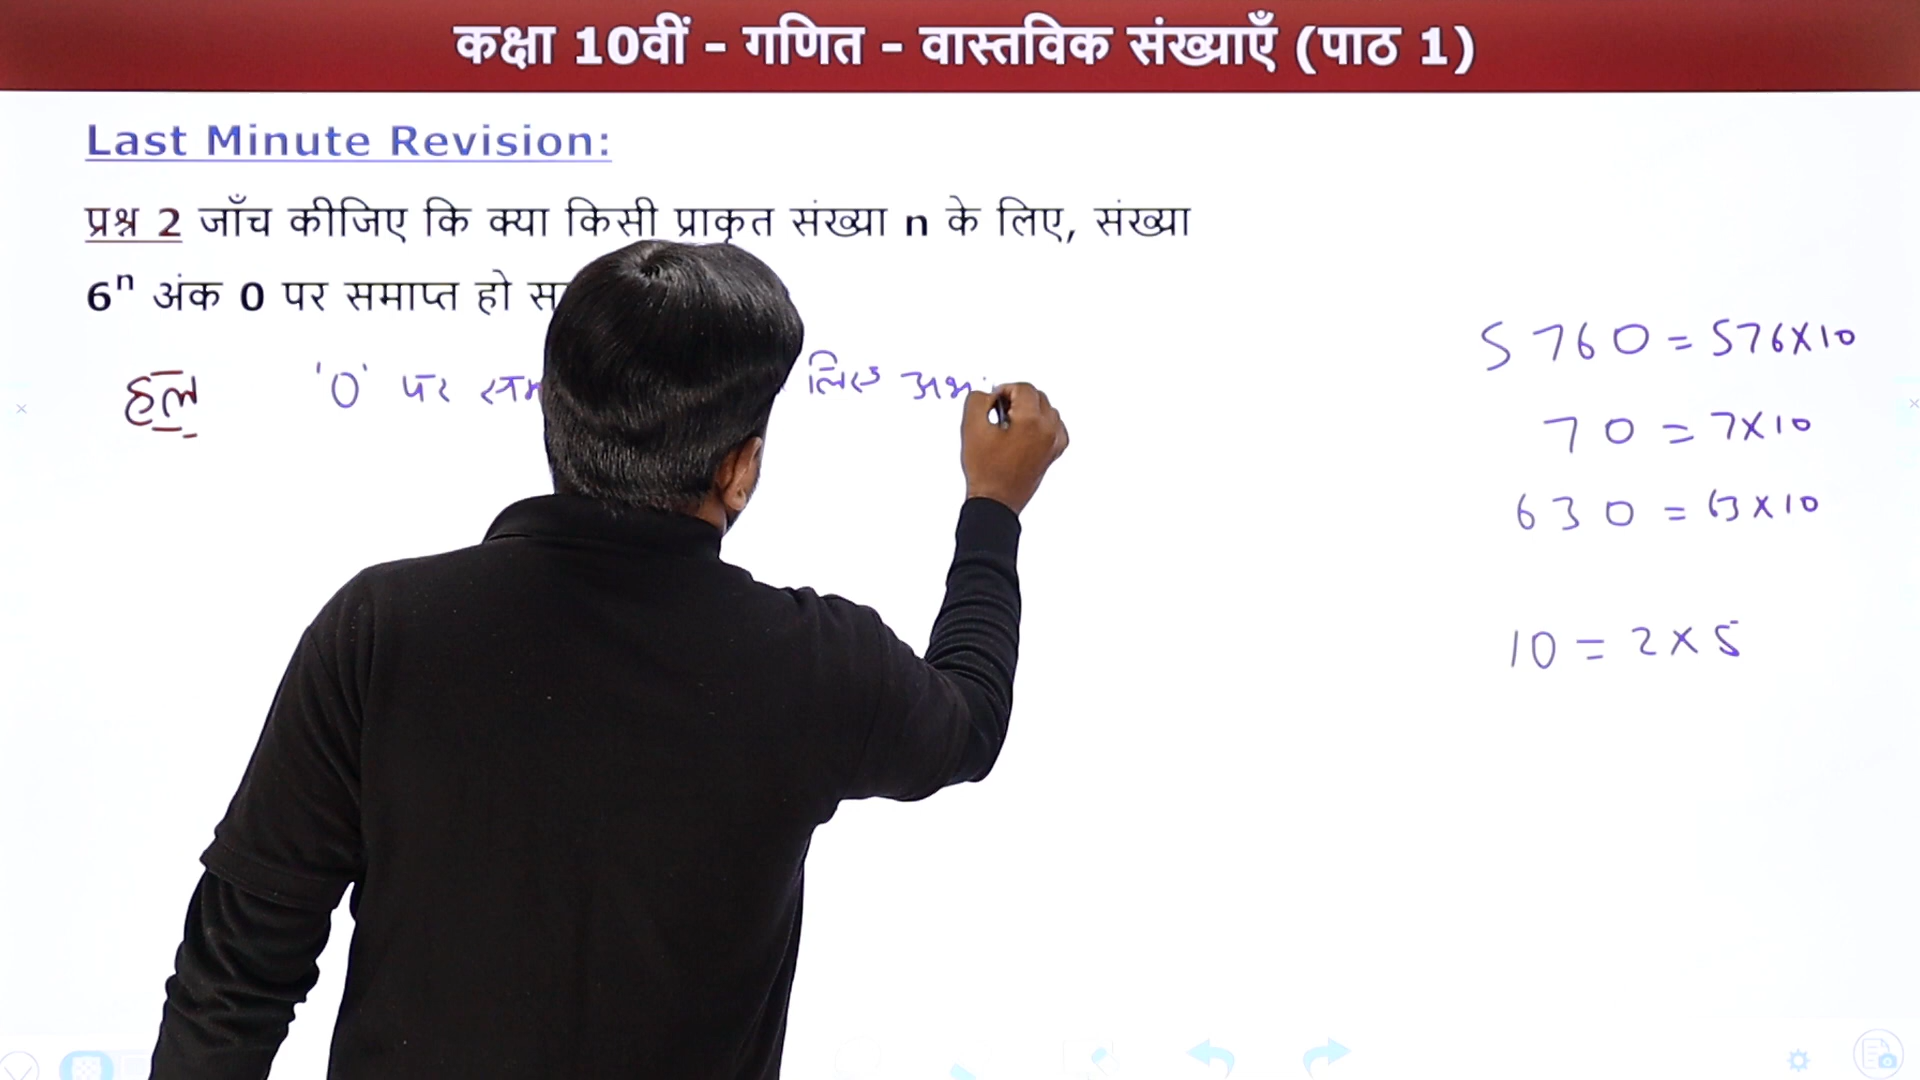 कक्षा 10वीं - गणित - वास्तविक संख्याएँ (पाठ 1)
Last Minute Revision:
प्रश्न 2 जाँच कीजिए कि क्या किसी प्राकृत संख्या n के लिए, संख्या
6ⁿ अंक 0 पर समाप्त हो
हल '0' पर लिए
5760 = 576×10
70 = 7×10
630 = 63×10
10 = 2×5